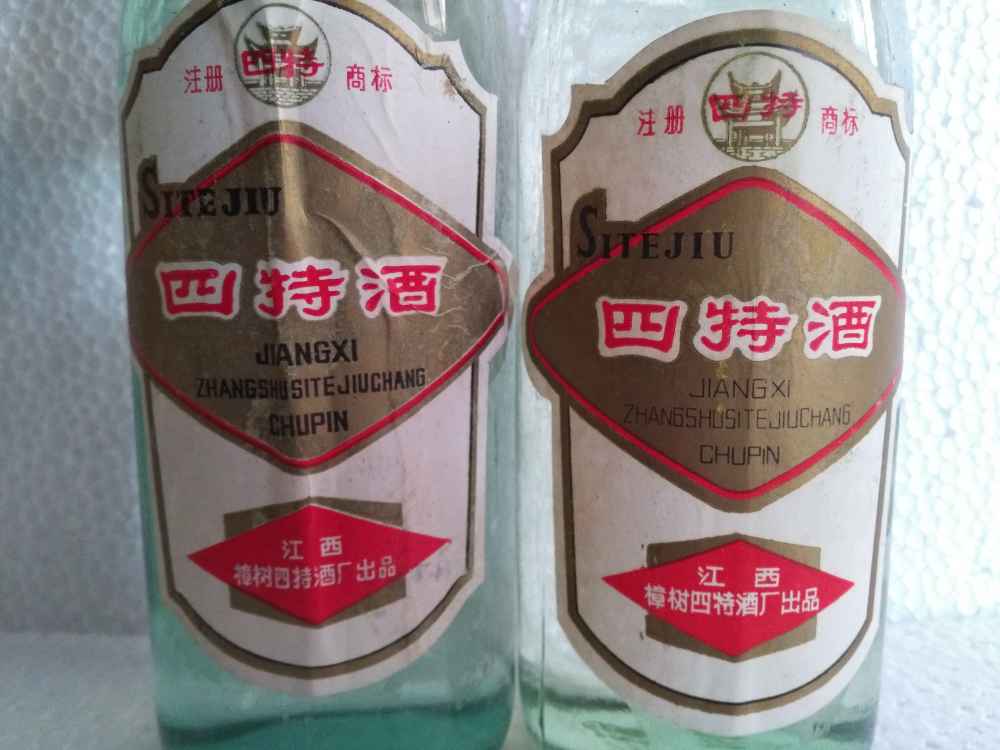 注册 四特 商标
SITE JIU
四特酒
JIANGXI
ZHANGSHUSITEJIUCHANG
CHUPIN
江西
樟树四特酒厂出品
注册 四特 商标
SITEJIU
四特酒
JIANGXI
ZHANGSHUSITEJIUCHANG
CHUPIN
江西
樟树四特酒厂出品